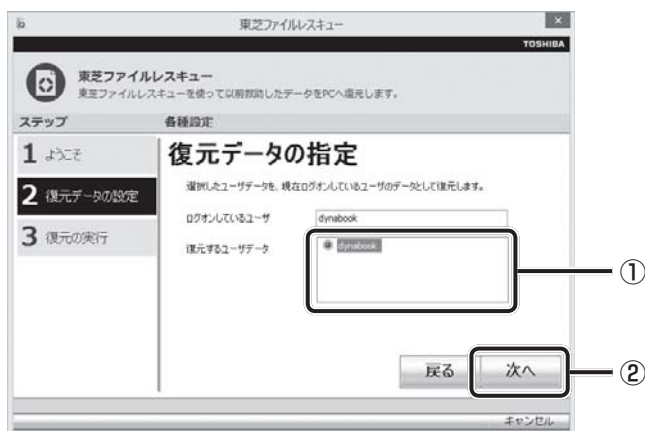 東芝ファイルレスキュー
TOSHIBA
東芝ファイルレスキュー
東芝ファイルレスキューを使って以前救助したデータをPCへ復元します。
ステップ 各種設定
1 ようこそ
2 復元データの設定
3 復元の実行
復元データの指定
選択したユーザデータを、現在ログオンしているユーザのデータとして復元します。
ログオンしているユーザ dynabook
復元するユーザデータ dynabook
①
戻る 次へ
②
キャンセル